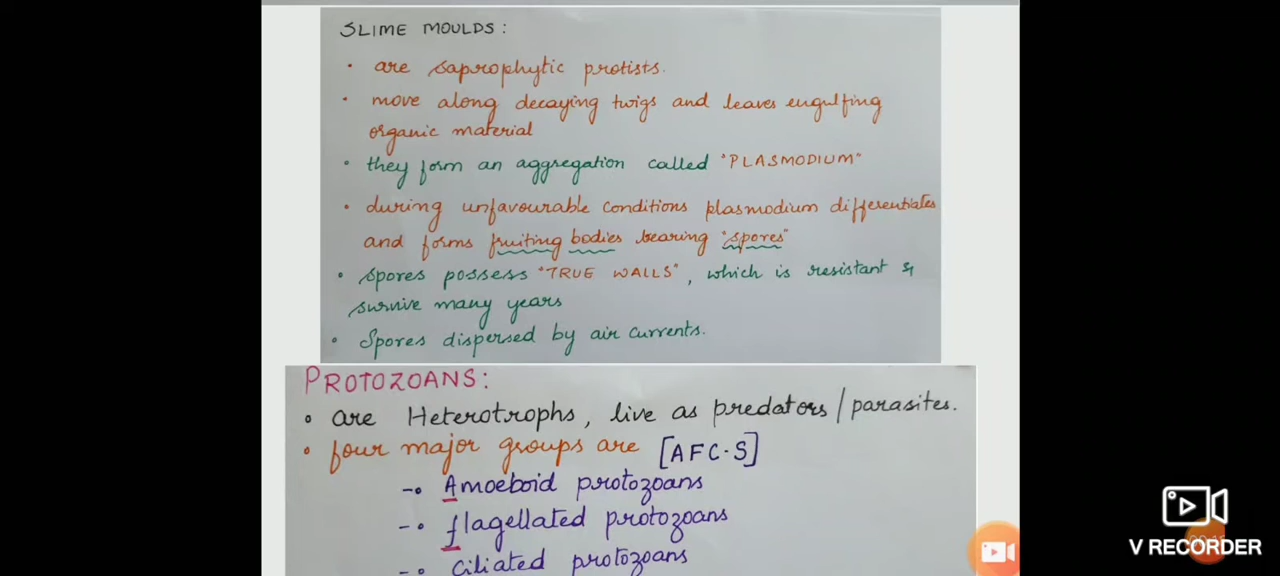 SLIME MOULDS:
• are saprophytic protists.
• move along decaying twigs and leaves engulfing
organic material
• they form an aggregation called "PLASMODIUM"
• during unfavourable conditions plasmodium differentiates
and forms fruiting bodies bearing "spores"
• spores possess "TRUE WALLS", which is resistant &
survive many years
• Spores dispersed by air currents.
PROTOZOANS:
• are Heterotrophs, live as predators/parasites.
• four major groups are [AFC·S]
- • Amoeboid protozoans
- • flagellated protozoans
- • Ciliated protozoans
V RECORDER